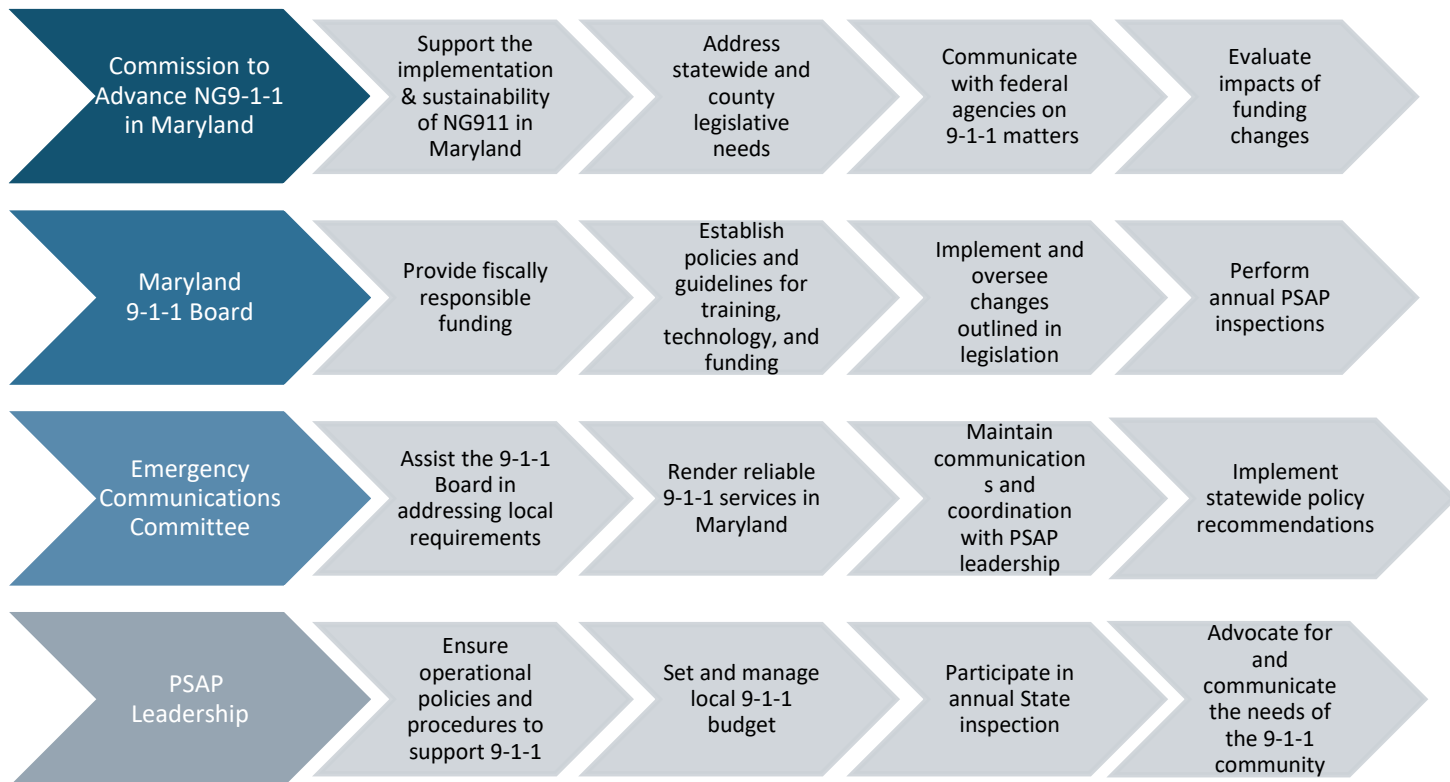 Commission to
Advance NG9-1-1
in Maryland
Support the
implementation
& sustainability
of NG911 in
Maryland
Address
statewide and
county
legislative
needs
Communicate
with federal
agencies on
9-1-1 matters
Evaluate
impacts of
funding
changes
Maryland
9-1-1 Board
Provide fiscally
responsible
funding
Establish
policies and
guidelines for
training,
technology, and
funding
Implement and
oversee
changes
outlined in
legislation
Perform
annual PSAP
inspections
Emergency
Communications
Committee
Assist the 9-1-1
Board in
addressing local
requirements
Render reliable
9-1-1 services in
Maryland
Maintain
communication
s and
coordination
with PSAP
leadership
Implement
statewide policy
recommendations
PSAP
Leadership
Ensure
operational
policies and
procedures to
support 9-1-1
Set and manage
local 9-1-1
budget
Participate in
annual State
inspection
Advocate for
and
communicate
the needs of
the 9-1-1
community